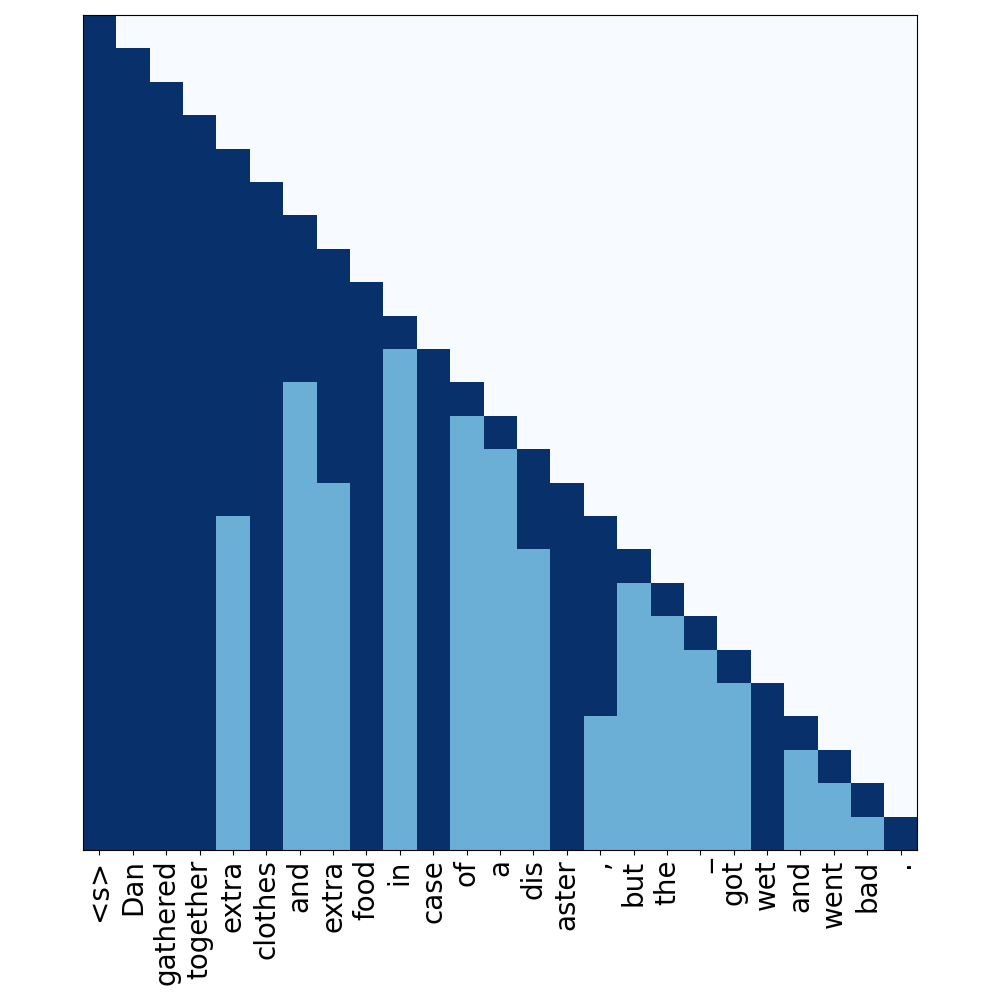 <s>
Dan
gathered
together
extra
clothes
and
extra
food
in
case
of
a
dis
aster
,
but
the
_
got
wet
and
went
bad
.